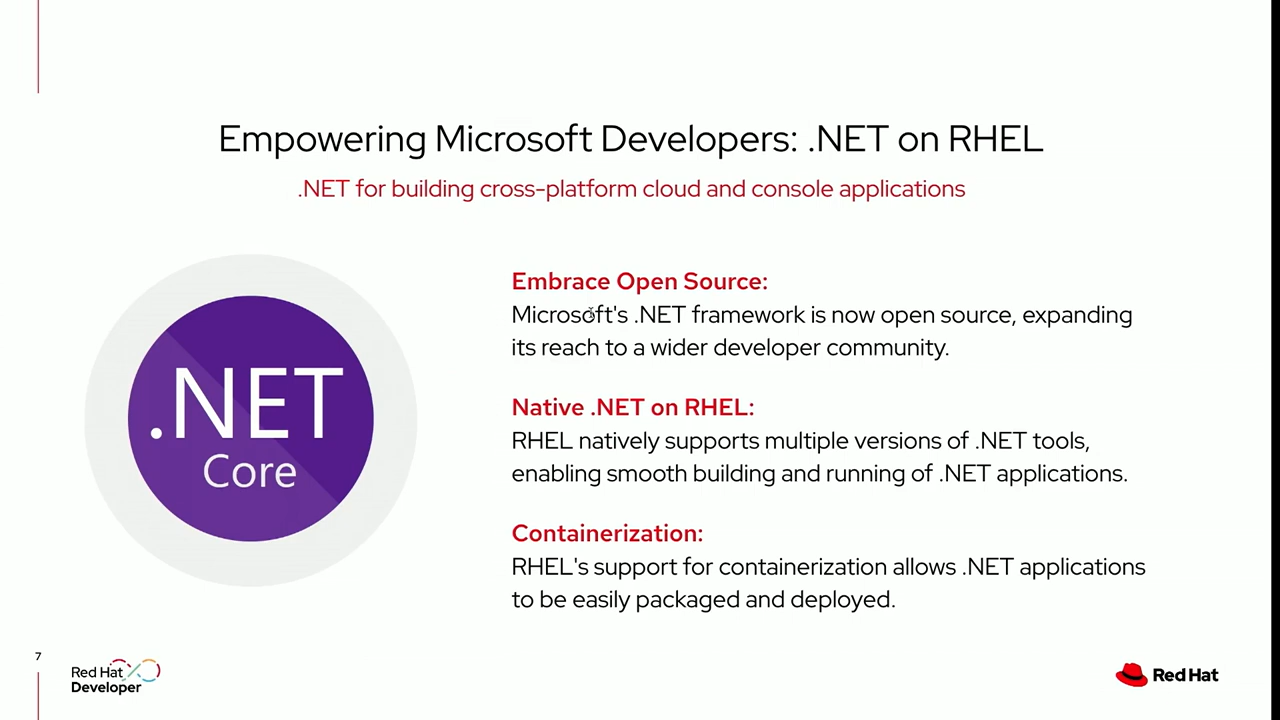 Empowering Microsoft Developers: .NET on RHEL
.NET for building cross-platform cloud and console applications
.NET
Core
Embrace Open Source:
Microsoft's .NET framework is now open source, expanding
its reach to a wider developer community.
Native .NET on RHEL:
RHEL natively supports multiple versions of .NET tools,
enabling smooth building and running of .NET applications.
Containerization:
RHEL's support for containerization allows .NET applications
to be easily packaged and deployed.
7
Red Hat
Developer
Red Hat